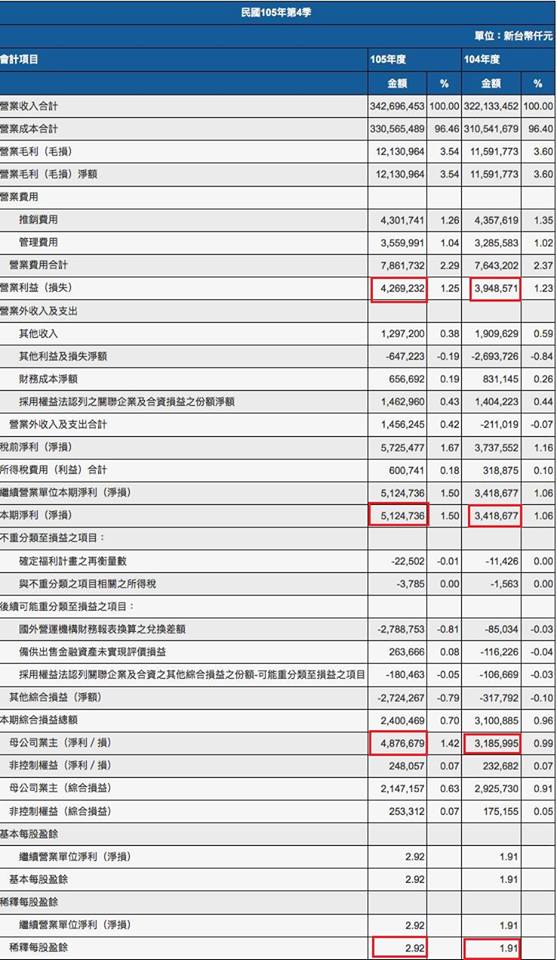 民國105年第4季
單位：新台幣仟元
會計項目 105年度 104年度
金額 % 金額 %
營業收入合計 342,696,453 100.00 322,133,452 100.00
營業成本合計 330,565,489 96.46 310,541,679 96.40
營業毛利（毛損） 12,130,964 3.54 11,591,773 3.60
營業毛利（毛損）淨額 12,130,964 3.54 11,591,773 3.60
營業費用
推銷費用 4,301,741 1.26 4,357,619 1.35
管理費用 3,559,991 1.04 3,285,583 1.02
營業費用合計 7,861,732 2.29 7,643,202 2.37
營業利益（損失） 4,269,232 1.25 3,948,571 1.23
營業外收入及支出
其他收入 1,297,200 0.38 1,909,629 0.59
其他利益及損失淨額 -647,223 -0.19 -2,693,726 -0.84
財務成本淨額 656,692 0.19 831,145 0.26
採用權益法認列之關聯企業及合資損益之份額淨額 1,462,960 0.43 1,404,223 0.44
營業外收入及支出合計 1,456,245 0.42 -211,019 -0.07
稅前淨利（淨損） 5,725,477 1.67 3,737,552 1.16
所得稅費用（利益）合計 600,741 0.18 318,875 0.10
繼續營業單位本期淨利（淨損） 5,124,736 1.50 3,418,677 1.06
本期淨利（淨損） 5,124,736 1.50 3,418,677 1.06
不重分類至損益之項目：
確定福利計畫之再衡量數 -22,502 -0.01 -11,426 0.00
與不重分類之項目相關之所得稅 -3,785 0.00 -1,563 0.00
後續可能重分類至損益之項目：
國外營運機構財務報表換算之兌換差額 -2,788,753 -0.81 -85,034 -0.03
備供出售金融資產未實現評價損益 263,666 0.08 -116,226 -0.04
採用權益法認列關聯企業及合資之其他綜合損益之份額-可能重分類至損益之項目 -180,463 -0.05 -106,669 -0.03
其他綜合損益（淨額） -2,724,267 -0.79 -317,792 -0.10
本期綜合損益總額 2,400,469 0.70 3,100,885 0.96
母公司業主（淨利／損） 4,876,679 1.42 3,185,995 0.99
非控制權益（淨利／損） 248,057 0.07 232,682 0.07
母公司業主（綜合損益） 2,147,157 0.63 2,925,730 0.91
非控制權益（綜合損益） 253,312 0.07 175,155 0.05
基本每股盈餘
繼續營業單位淨利（淨損） 2.92 1.91
基本每股盈餘 2.92 1.91
稀釋每股盈餘
繼續營業單位淨利（淨損） 2.92 1.91
稀釋每股盈餘 2.92 1.91